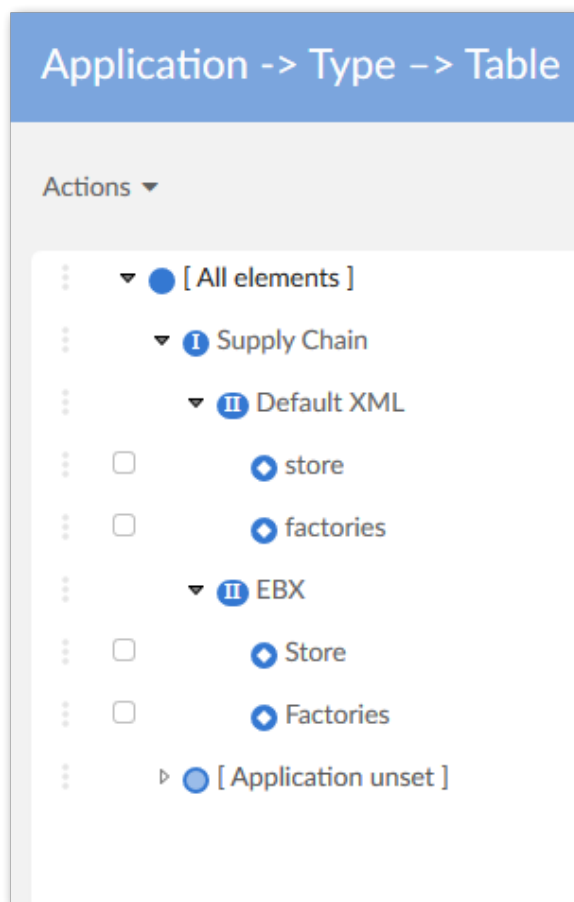 Application -> Type –> Table
Actions
[ All elements ]
I Supply Chain
II Default XML
store
factories
II EBX
Store
Factories
[ Application unset ]